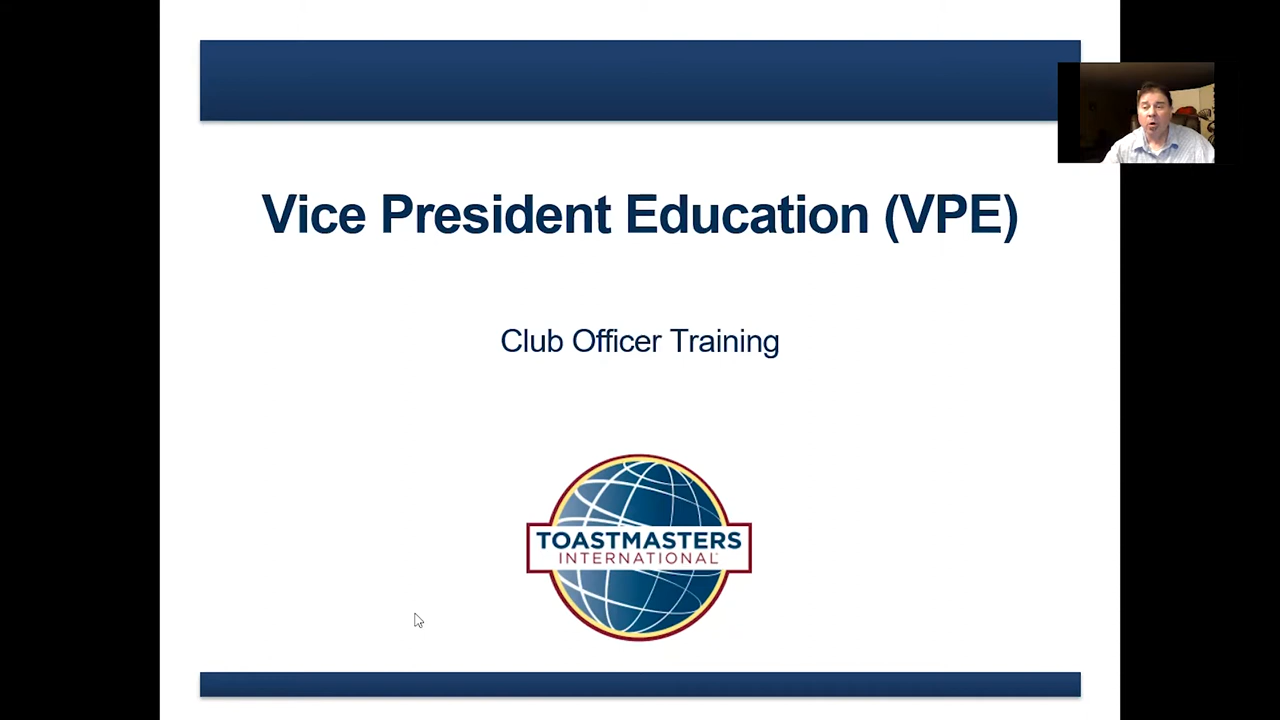 Vice President Education (VPE)
Club Officer Training
TOASTMASTERS
INTERNATIONAL